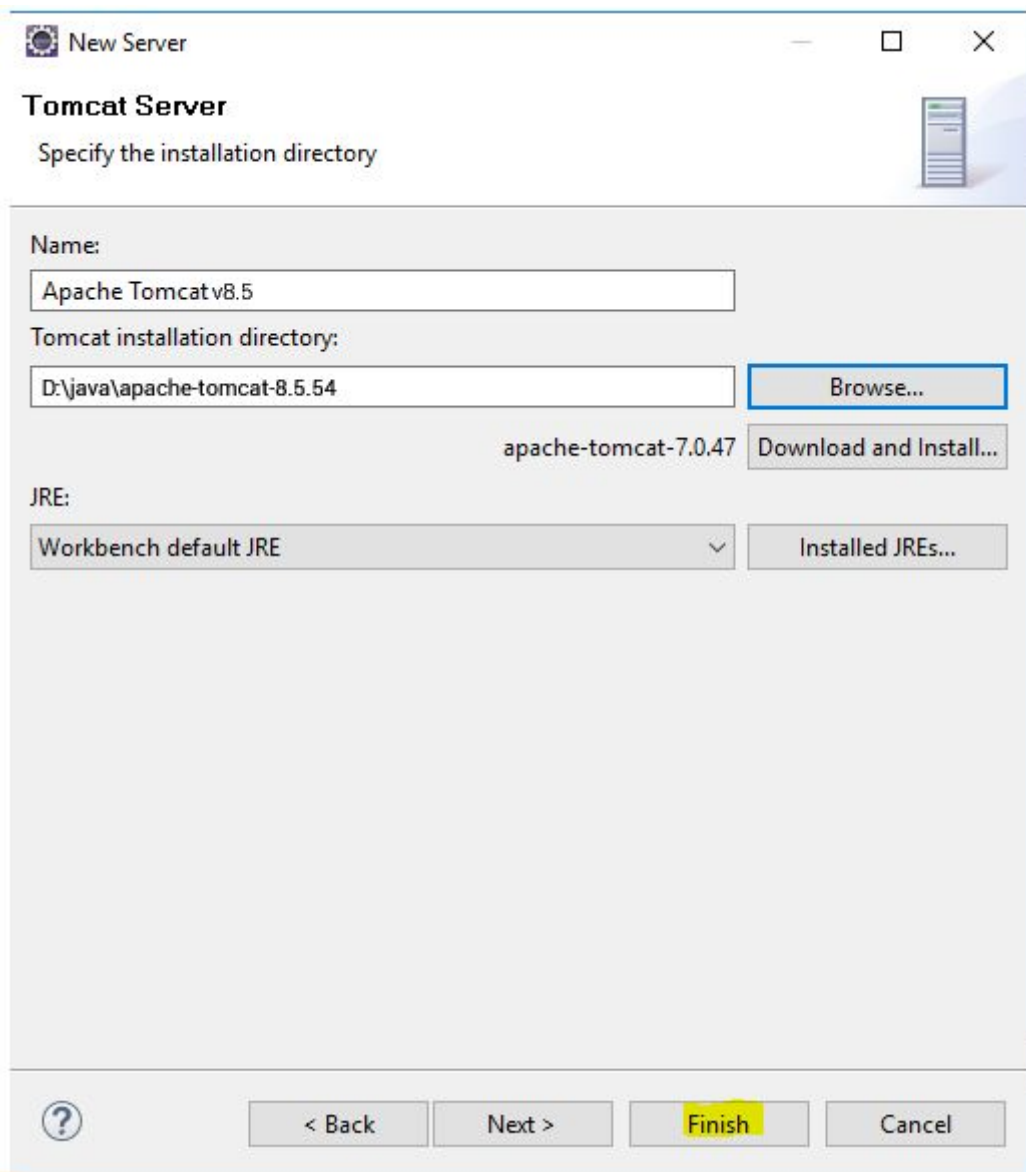 New Server
Tomcat Server
Specify the installation directory
Name:
Apache Tomcat v8.5
Tomcat installation directory:
D:\java\apache-tomcat-8.5.54
Browse...
apache-tomcat-7.0.47 Download and Install...
JRE:
Workbench default JRE
Installed JREs...
? < Back Next > Finish Cancel